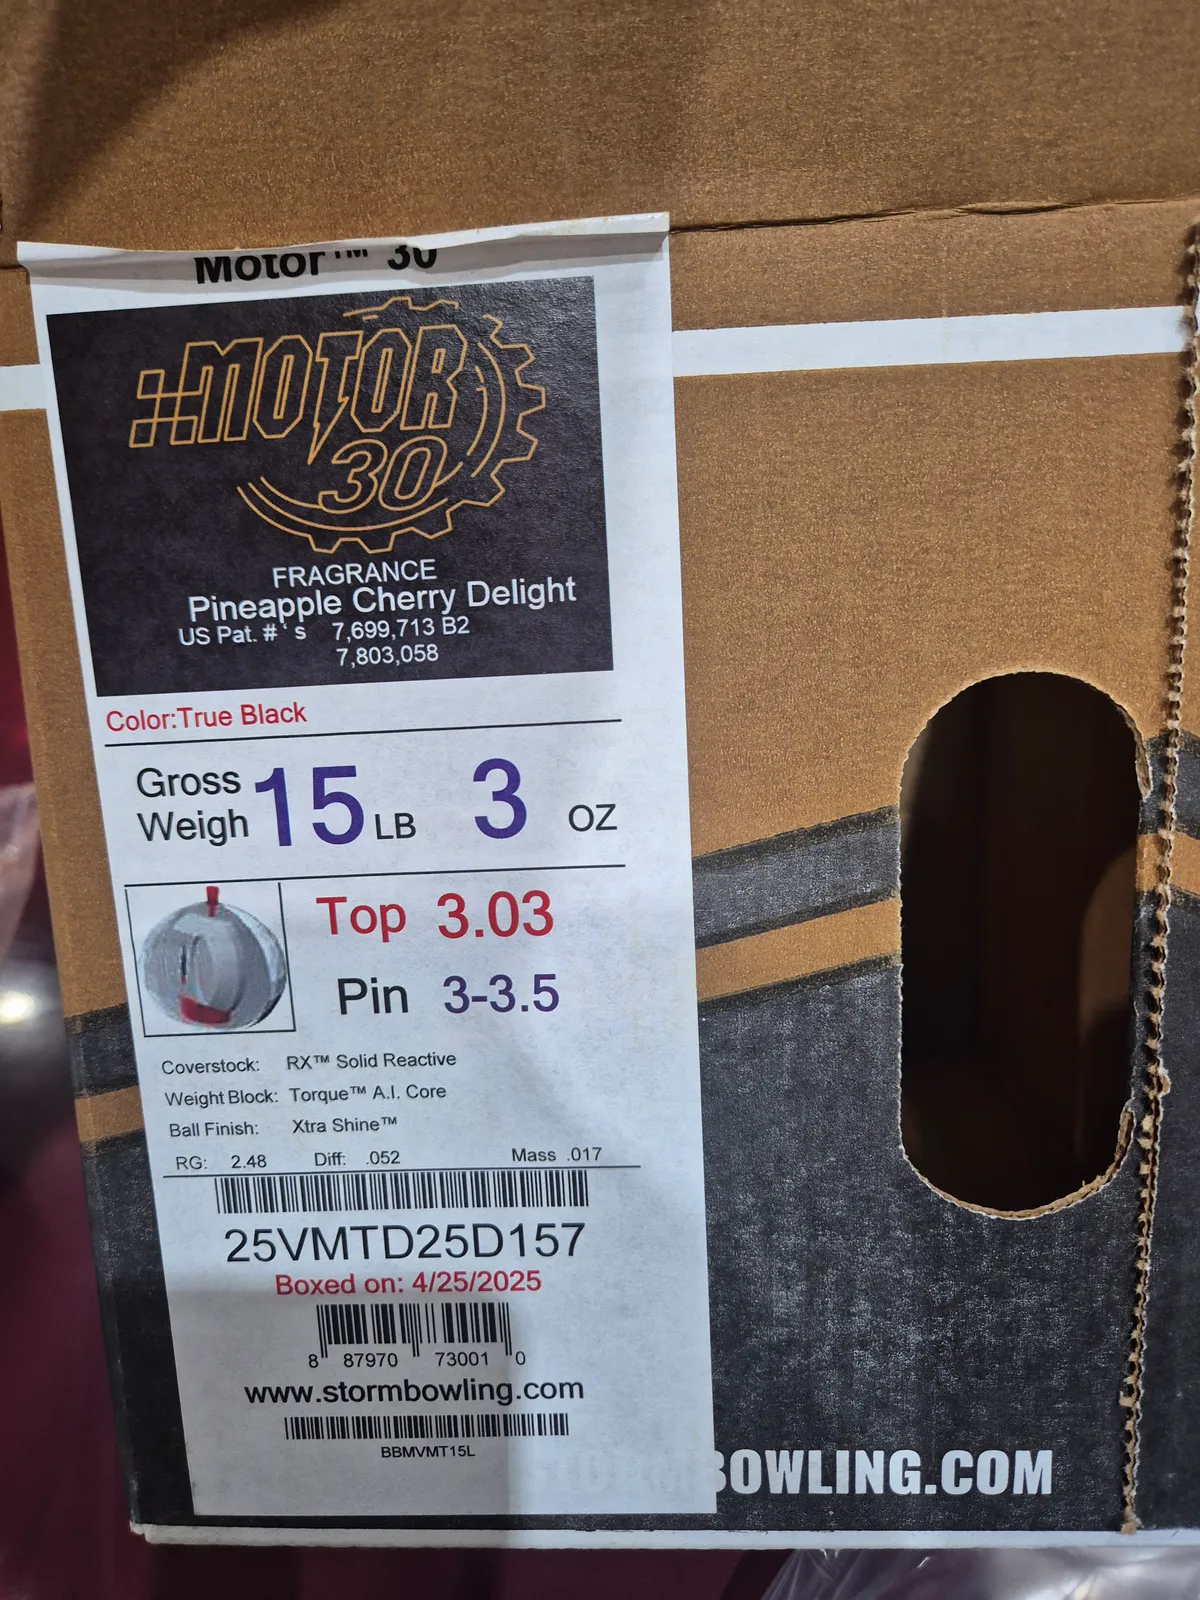 Motor™ 30
MOTOR
30
FRAGRANCE
Pineapple Cherry Delight
US Pat. #'s 7,699,713 B2
7,803,058
Color:True Black
Gross
Weigh 15 LB 3 OZ
Top 3.03
Pin 3-3.5
Coverstock: RX™ Solid Reactive
Weight Block: Torque™ A.I. Core
Ball Finish: Xtra Shine™
RG: 2.48 Diff: .052 Mass .017
25VMTD25D157
Boxed on: 4/25/2025
8 87970 73001 0
www.stormbowling.com
BBMVMT15L
STORMBOWLING.COM